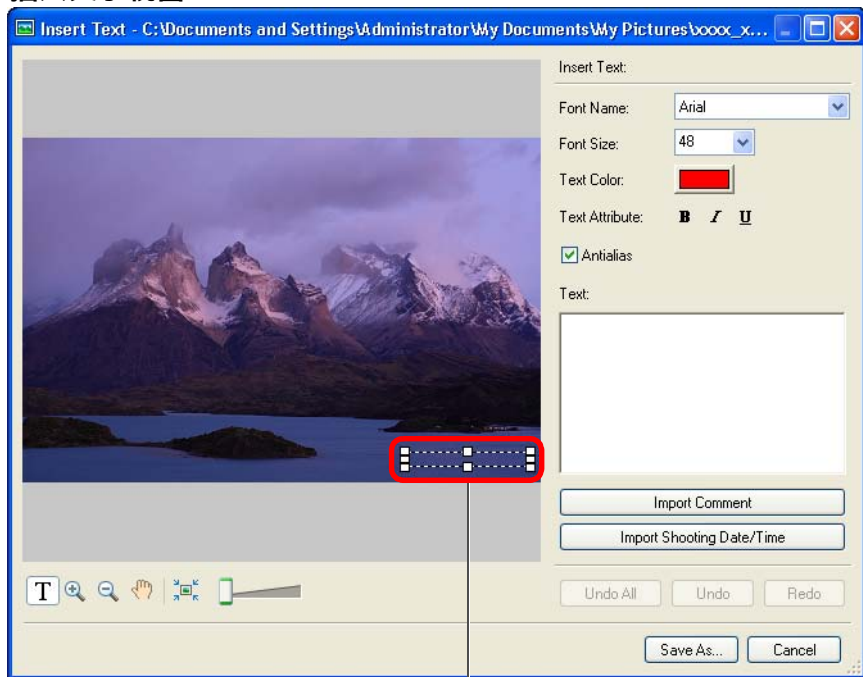 Insert Text - C:\Documents and Settings\Administrator\My Documents\My Pictures\xxxx_x...
Insert Text:
Font Name: Arial
Font Size: 48
Text Color:
Text Attribute: B I U
Antialias
Text:
Import Comment
Import Shooting Date/Time
T
Undo All Undo Redo
Save As... Cancel